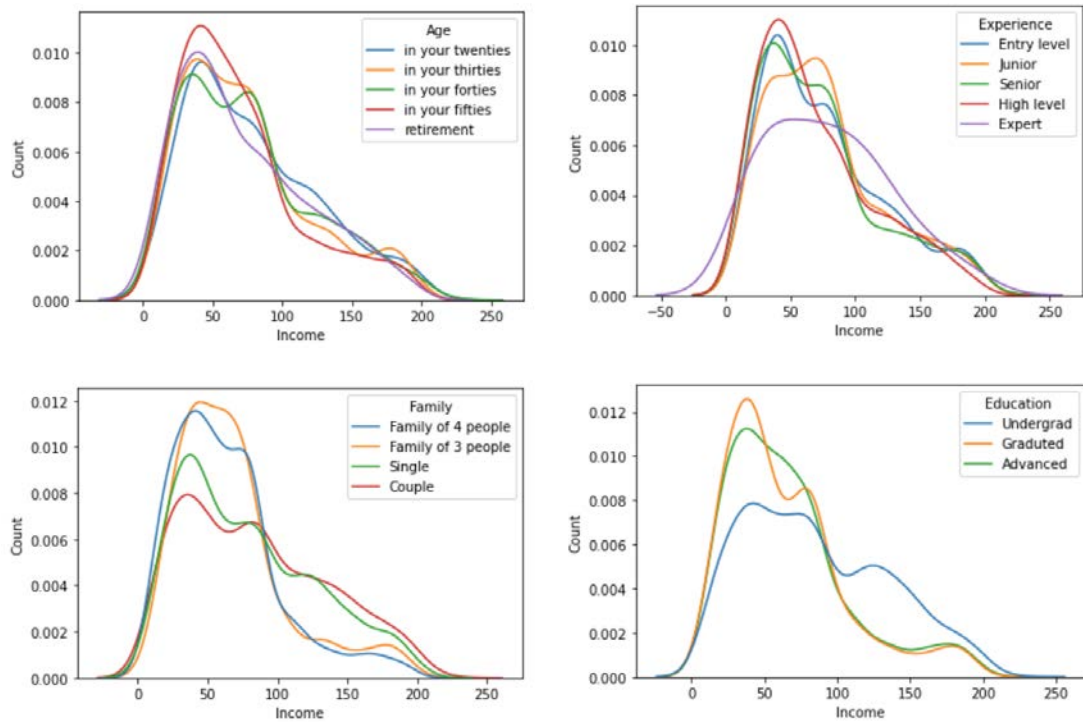 Age
in your twenties
in your thirties
in your forties
in your fifties
retirement
Count
0.010
0.008
0.006
0.004
0.002
0.000
0
50
100
150
200
250
Income
Experience
Entry level
Junior
Senior
High level
Expert
Count
0.010
0.008
0.006
0.004
0.002
0.000
−50
0
50
100
150
200
250
Income
Family
Family of 4 people
Family of 3 people
Single
Couple
Count
0.012
0.010
0.008
0.006
0.004
0.002
0.000
0
50
100
150
200
250
Income
Education
Undergrad
Graduted
Advanced
Count
0.012
0.010
0.008
0.006
0.004
0.002
0.000
0
50
100
150
200
250
Income